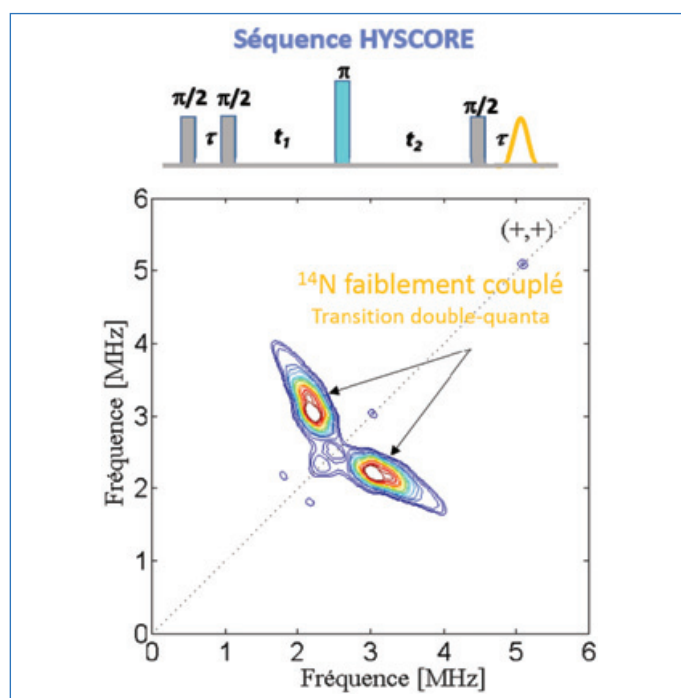 Séquence HYSCORE
π
π/2 π/2 π/2
τ t₁ t₂ τ
6
(+,+)
5
¹⁴N faiblement couplé
Transition double-quanta
4
Fréquence [MHz]
3
2
1
0
0 1 2 3 4 5 6
Fréquence [MHz]